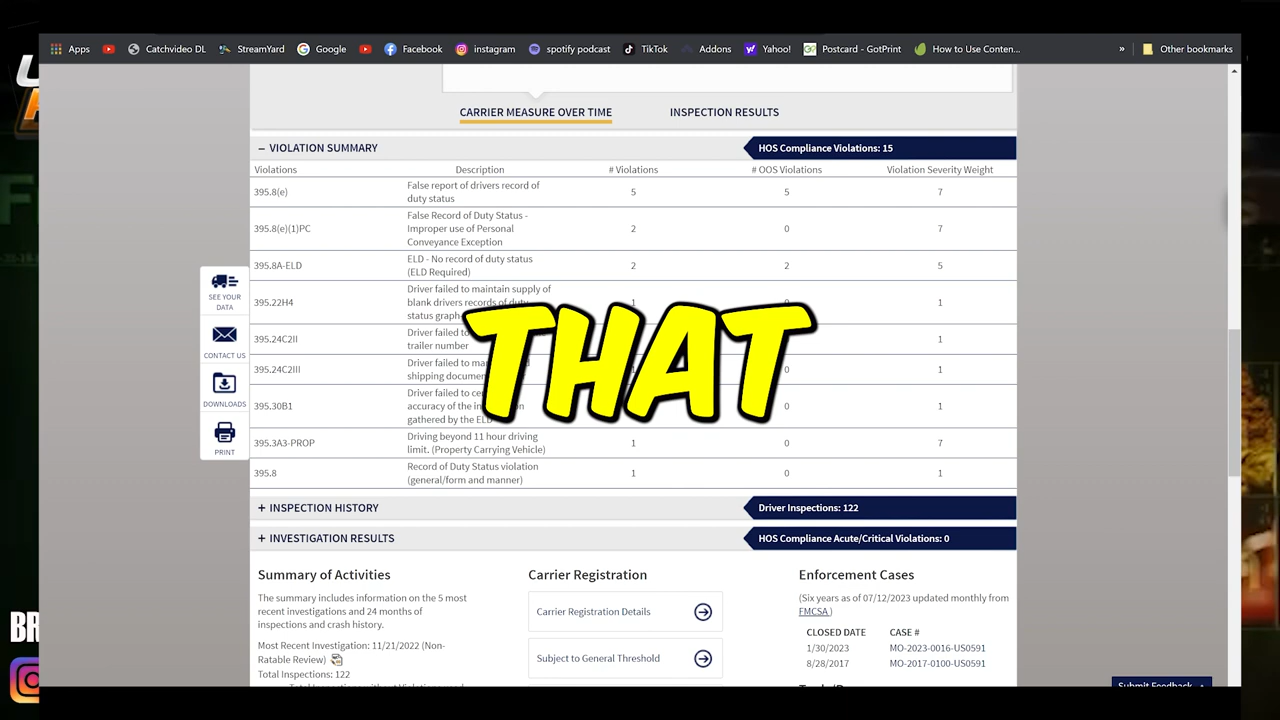 Apps
Catchvideo DL
StreamYard
Google
Facebook
instagram
spotify podcast
TikTok
Addons
Yahoo!
Postcard - GotPrint
How to Use Conten...
»
Other bookmarks
CARRIER MEASURE OVER TIME
INSPECTION RESULTS
– VIOLATION SUMMARY
HOS Compliance Violations: 15
Violations Description # Violations # OOS Violations Violation Severity Weight
395.8(e) False report of drivers record of 5 5 7
duty status
False Record of Duty Status -
395.8(e)(1)PC Improper use of Personal 2 0 7
Conveyance Exception
395.8A-ELD ELD - No record of duty status 2 2 5
(ELD Required)
Driver failed to maintain supply of
395.22H4 blank drivers records of duty 1 0 1
status graph
395.24C2II Driver failed to 1
trailer number
395.24C2III Driver failed to 1
shipping
Driver failed to
395.30B1 accuracy of the 0 1
gathered by the ELD
395.3A3-PROP Driving beyond 11 hour driving 1 0 7
limit. (Property Carrying Vehicle)
395.8 Record of Duty Status violation 1 0 1
(general/form and manner)
THAT
SEE YOUR
DATA
CONTACT US
DOWNLOADS
PRINT
+ INSPECTION HISTORY
Driver Inspections: 122
+ INVESTIGATION RESULTS
HOS Compliance Acute/Critical Violations: 0
Summary of Activities
The summary includes information on the 5 most
recent investigations and 24 months of
inspections and crash history.
Most Recent Investigation: 11/21/2022 (Non-
Ratable Review)
Total Inspections: 122
Carrier Registration
Carrier Registration Details
Subject to General Threshold
Enforcement Cases
(Six years as of 07/12/2023 updated monthly from
FMCSA )
CLOSED DATE CASE #
1/30/2023 MO-2023-0016-US0591
8/28/2017 MO-2017-0100-US0591
Submit Feedback
BR